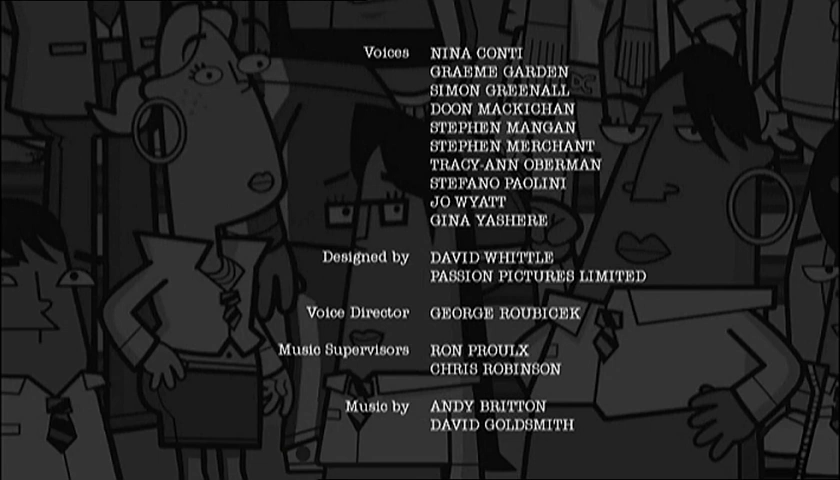 Voices NINA CONTI
GRAEME GARDEN
SIMON GREENALL
DOON MACKICHAN
STEPHEN MANGAN
STEPHEN MERCHANT
TRACY-ANN OBERMAN
STEFANO PAOLINI
JO WYATT
GINA YASHERE
Designed by DAVID WHITTLE
PASSION PICTURES LIMITED
Voice Director GEORGE ROUBICEK
Music Supervisors RON PROULX
CHRIS ROBINSON
Music by ANDY BRITTON
DAVID GOLDSMITH